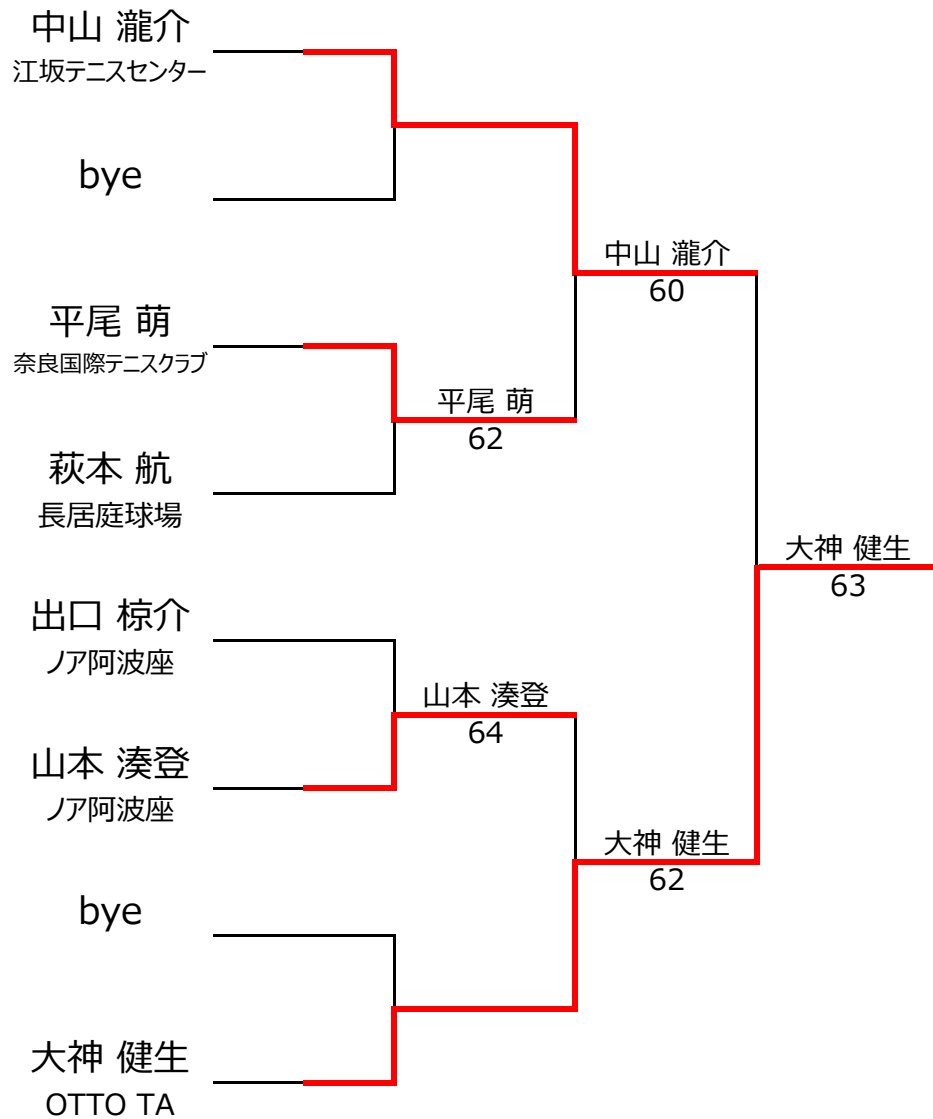 中山 瀧介
江坂テニスセンター
bye
中山 瀧介
60
平尾 萌
奈良国際テニスクラブ
平尾 萌
62
萩本 航
長居庭球場
大神 健生
63
出口 椋介
ノア阿波座
山本 湊登
64
山本 湊登
ノア阿波座
大神 健生
62
bye
大神 健生
OTTO TA